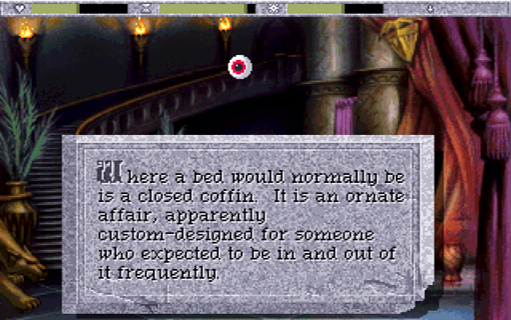 Where a bed would normally be
is a closed coffin. It is an ornate
affair, apparently
custom-designed for someone
who expected to be in and out of
it frequently.